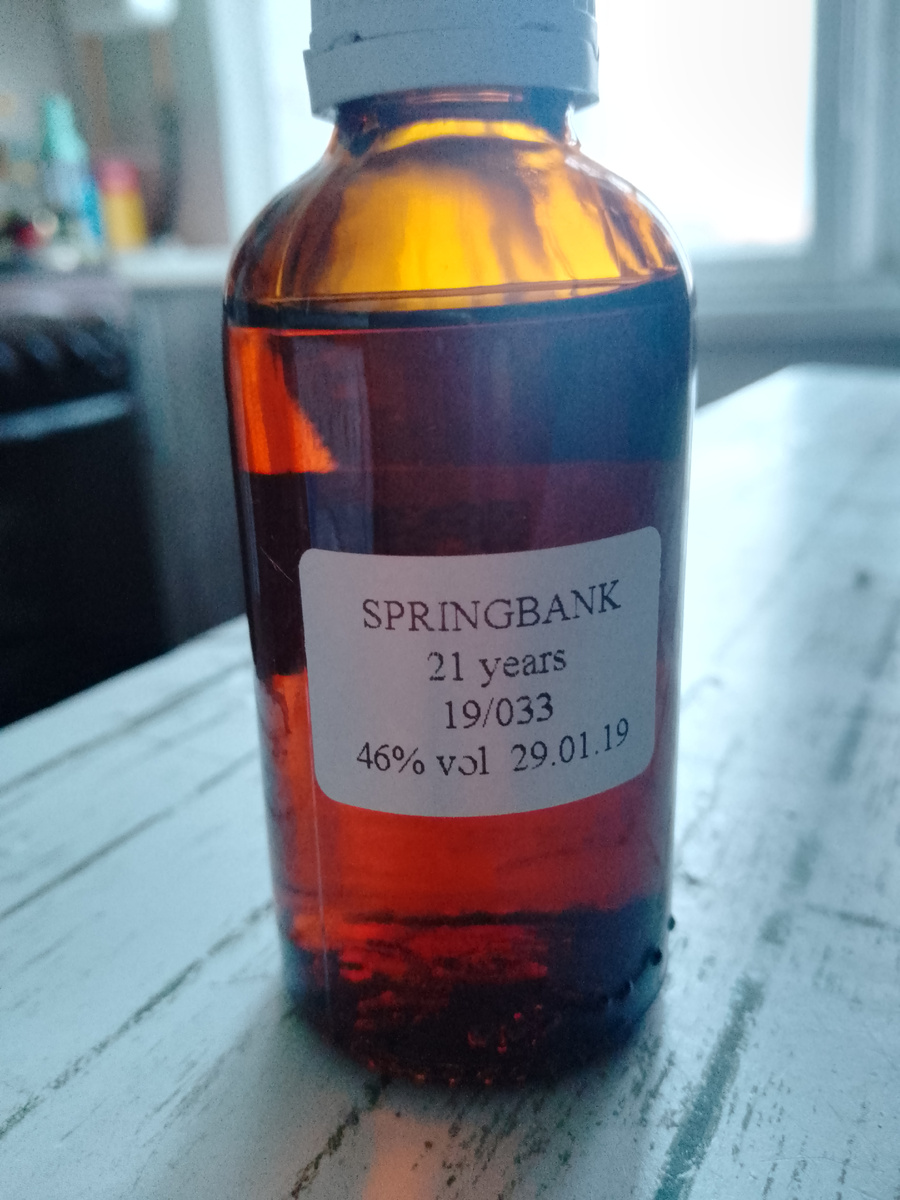 SPRINGBANK
21 years
19/033
46% vol 29.01.19